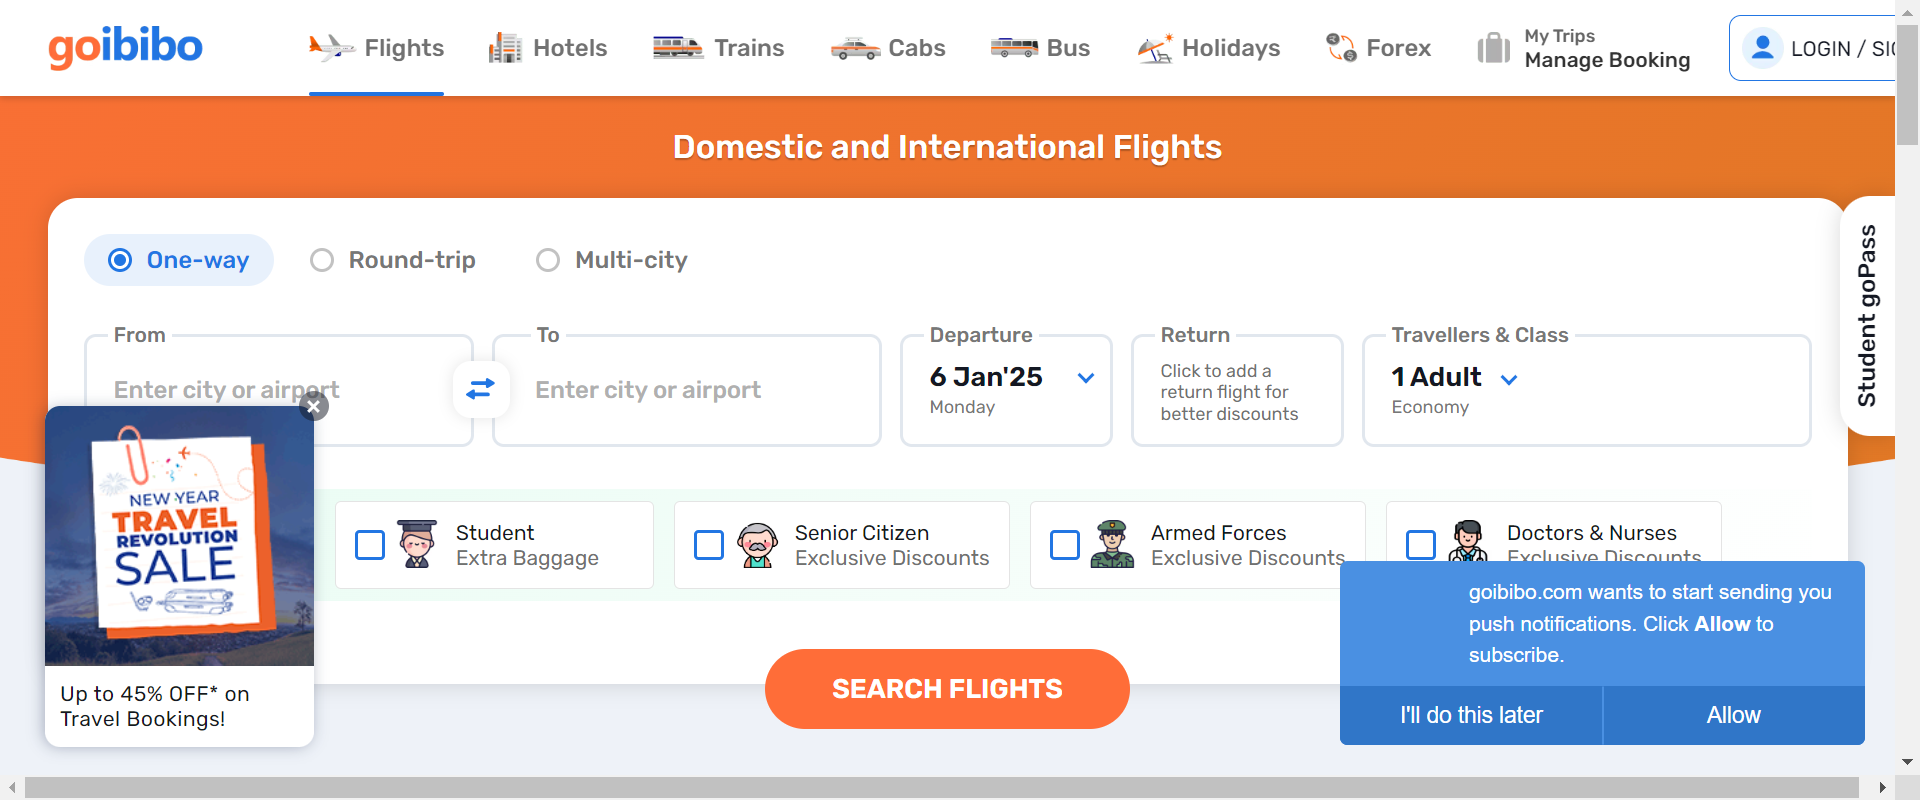 goibibo
Flights
Hotels
Trains
Cabs
Bus
Holidays
Forex
My Trips
Manage Booking
LOGIN / SIG
Domestic and International Flights
One-way
Round-trip
Multi-city
Student goPass
From
Enter city or airport
To
Enter city or airport
Departure
6 Jan'25
Monday
Return
Click to add a
return flight for
better discounts
Travellers & Class
1 Adult
Economy
NEW YEAR
TRAVEL
REVOLUTION
SALE
Up to 45% OFF* on
Travel Bookings!
Student
Extra Baggage
Senior Citizen
Exclusive Discounts
Armed Forces
Exclusive Discounts
Doctors & Nurses
Exclusive Discounts
SEARCH FLIGHTS
goibibo.com wants to start sending you
push notifications. Click Allow to
subscribe.
I'll do this later
Allow